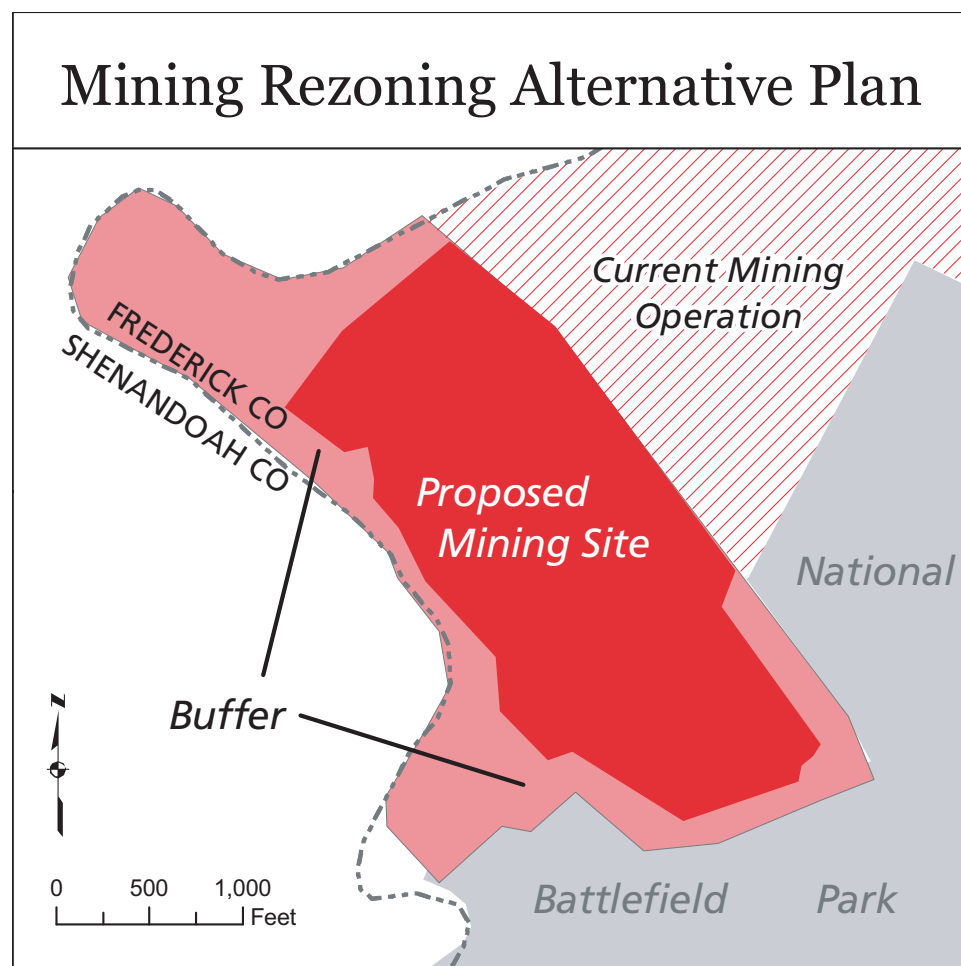 Mining Rezoning Alternative Plan
Current Mining
Operation
FREDERICK CO
SHENANDOAH CO
Proposed
Mining Site
National
Buffer
N
0 500 1,000
Feet
Battlefield Park